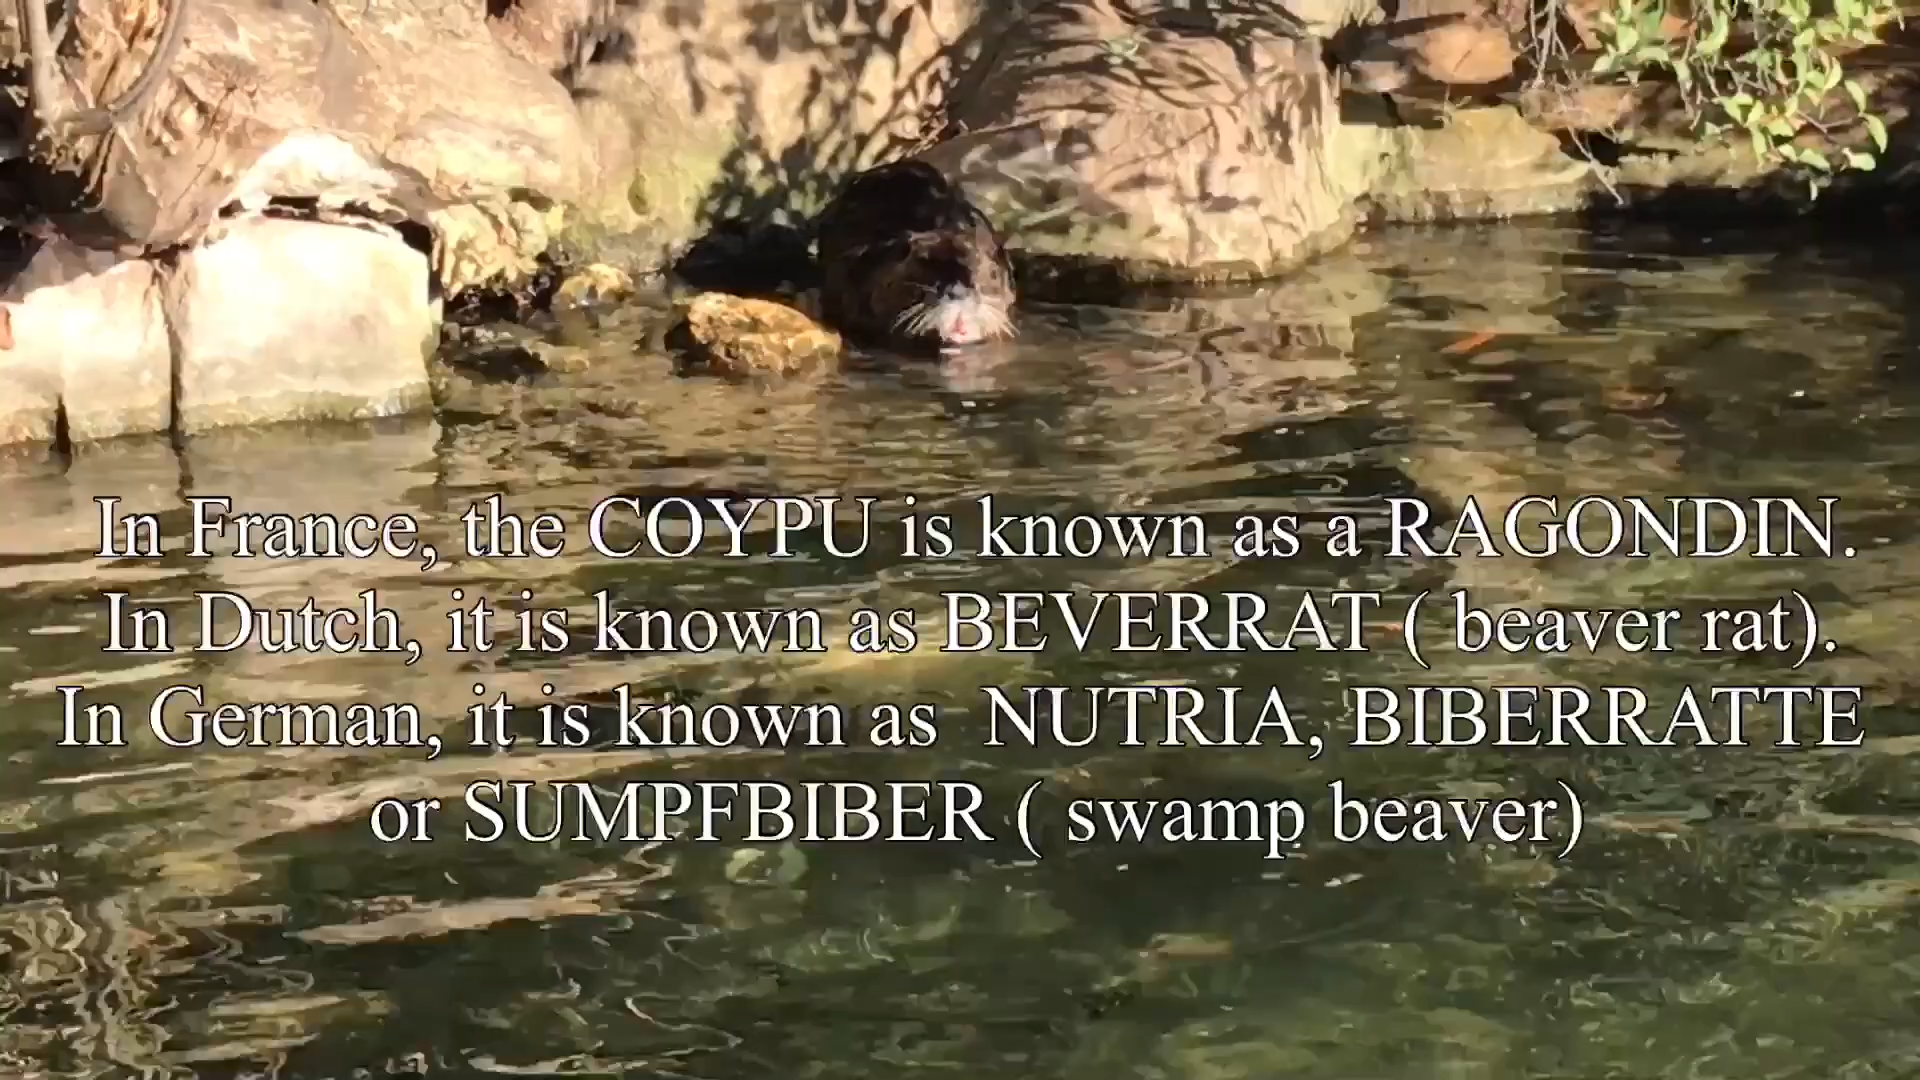 In France, the COYPU is known as a RAGONDIN.
In Dutch, it is known as BEVERRAT ( beaver rat).
In German, it is known as  NUTRIA, BIBERRATTE
or SUMPFBIBER ( swamp beaver)